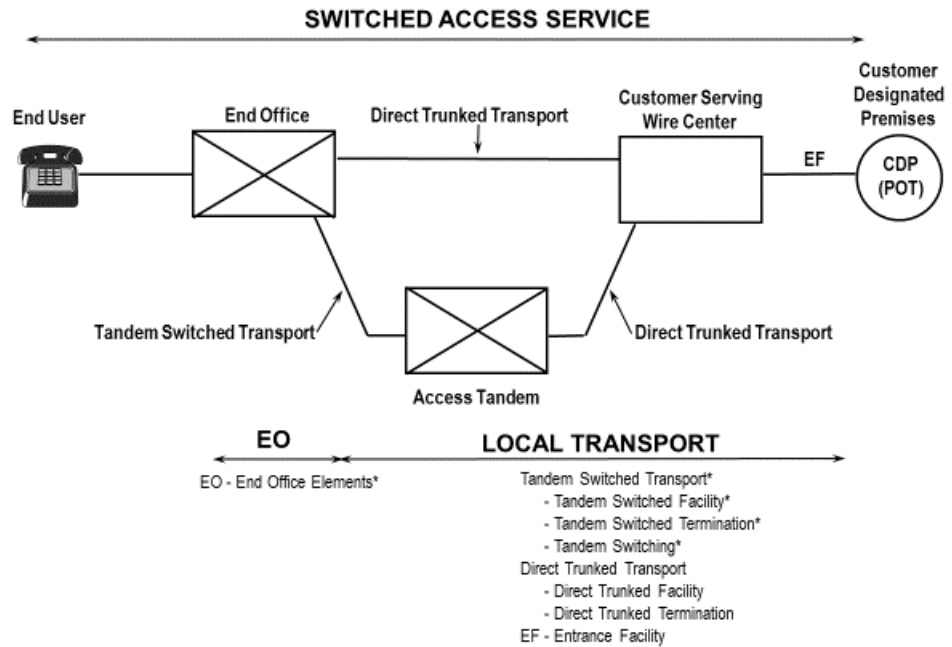 SWITCHED ACCESS SERVICE
End User
End Office
Direct Trunked Transport
Customer Serving
Wire Center
Customer
Designated
Premises
EF
CDP
(POT)
Tandem Switched Transport
Direct Trunked Transport
Access Tandem
EO
LOCAL TRANSPORT
EO - End Office Elements*
Tandem Switched Transport*
- Tandem Switched Facility*
- Tandem Switched Termination*
- Tandem Switching*
Direct Trunked Transport
- Direct Trunked Facility
- Direct Trunked Termination
EF - Entrance Facility